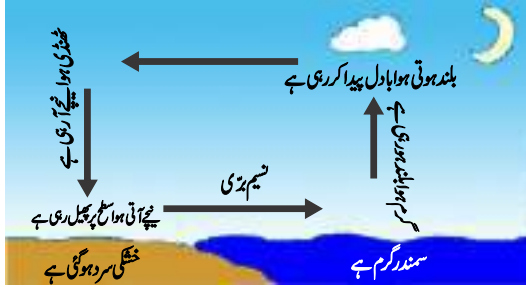 بلند ہوتی ہوا بادل پیدا کر رہی ہے
ٹھنڈی ہوا نیچے آ رہی ہے
گرم ہوا بلند ہو رہی ہے
نسیم برّی
نیچے آتی ہوا سطح پر پھیل رہی ہے
سمندر گرم ہے
خشکی سرد ہو گئی ہے